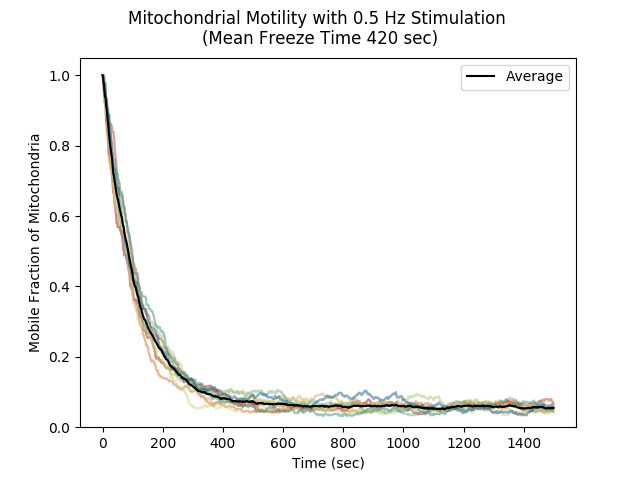 Mitochondrial Motility with 0.5 Hz Stimulation
(Mean Freeze Time 420 sec)
Average
Mobile Fraction of Mitochondria
1.0
0.8
0.6
0.4
0.2
0.0
0 200 400 600 800 1000 1200 1400
Time (sec)